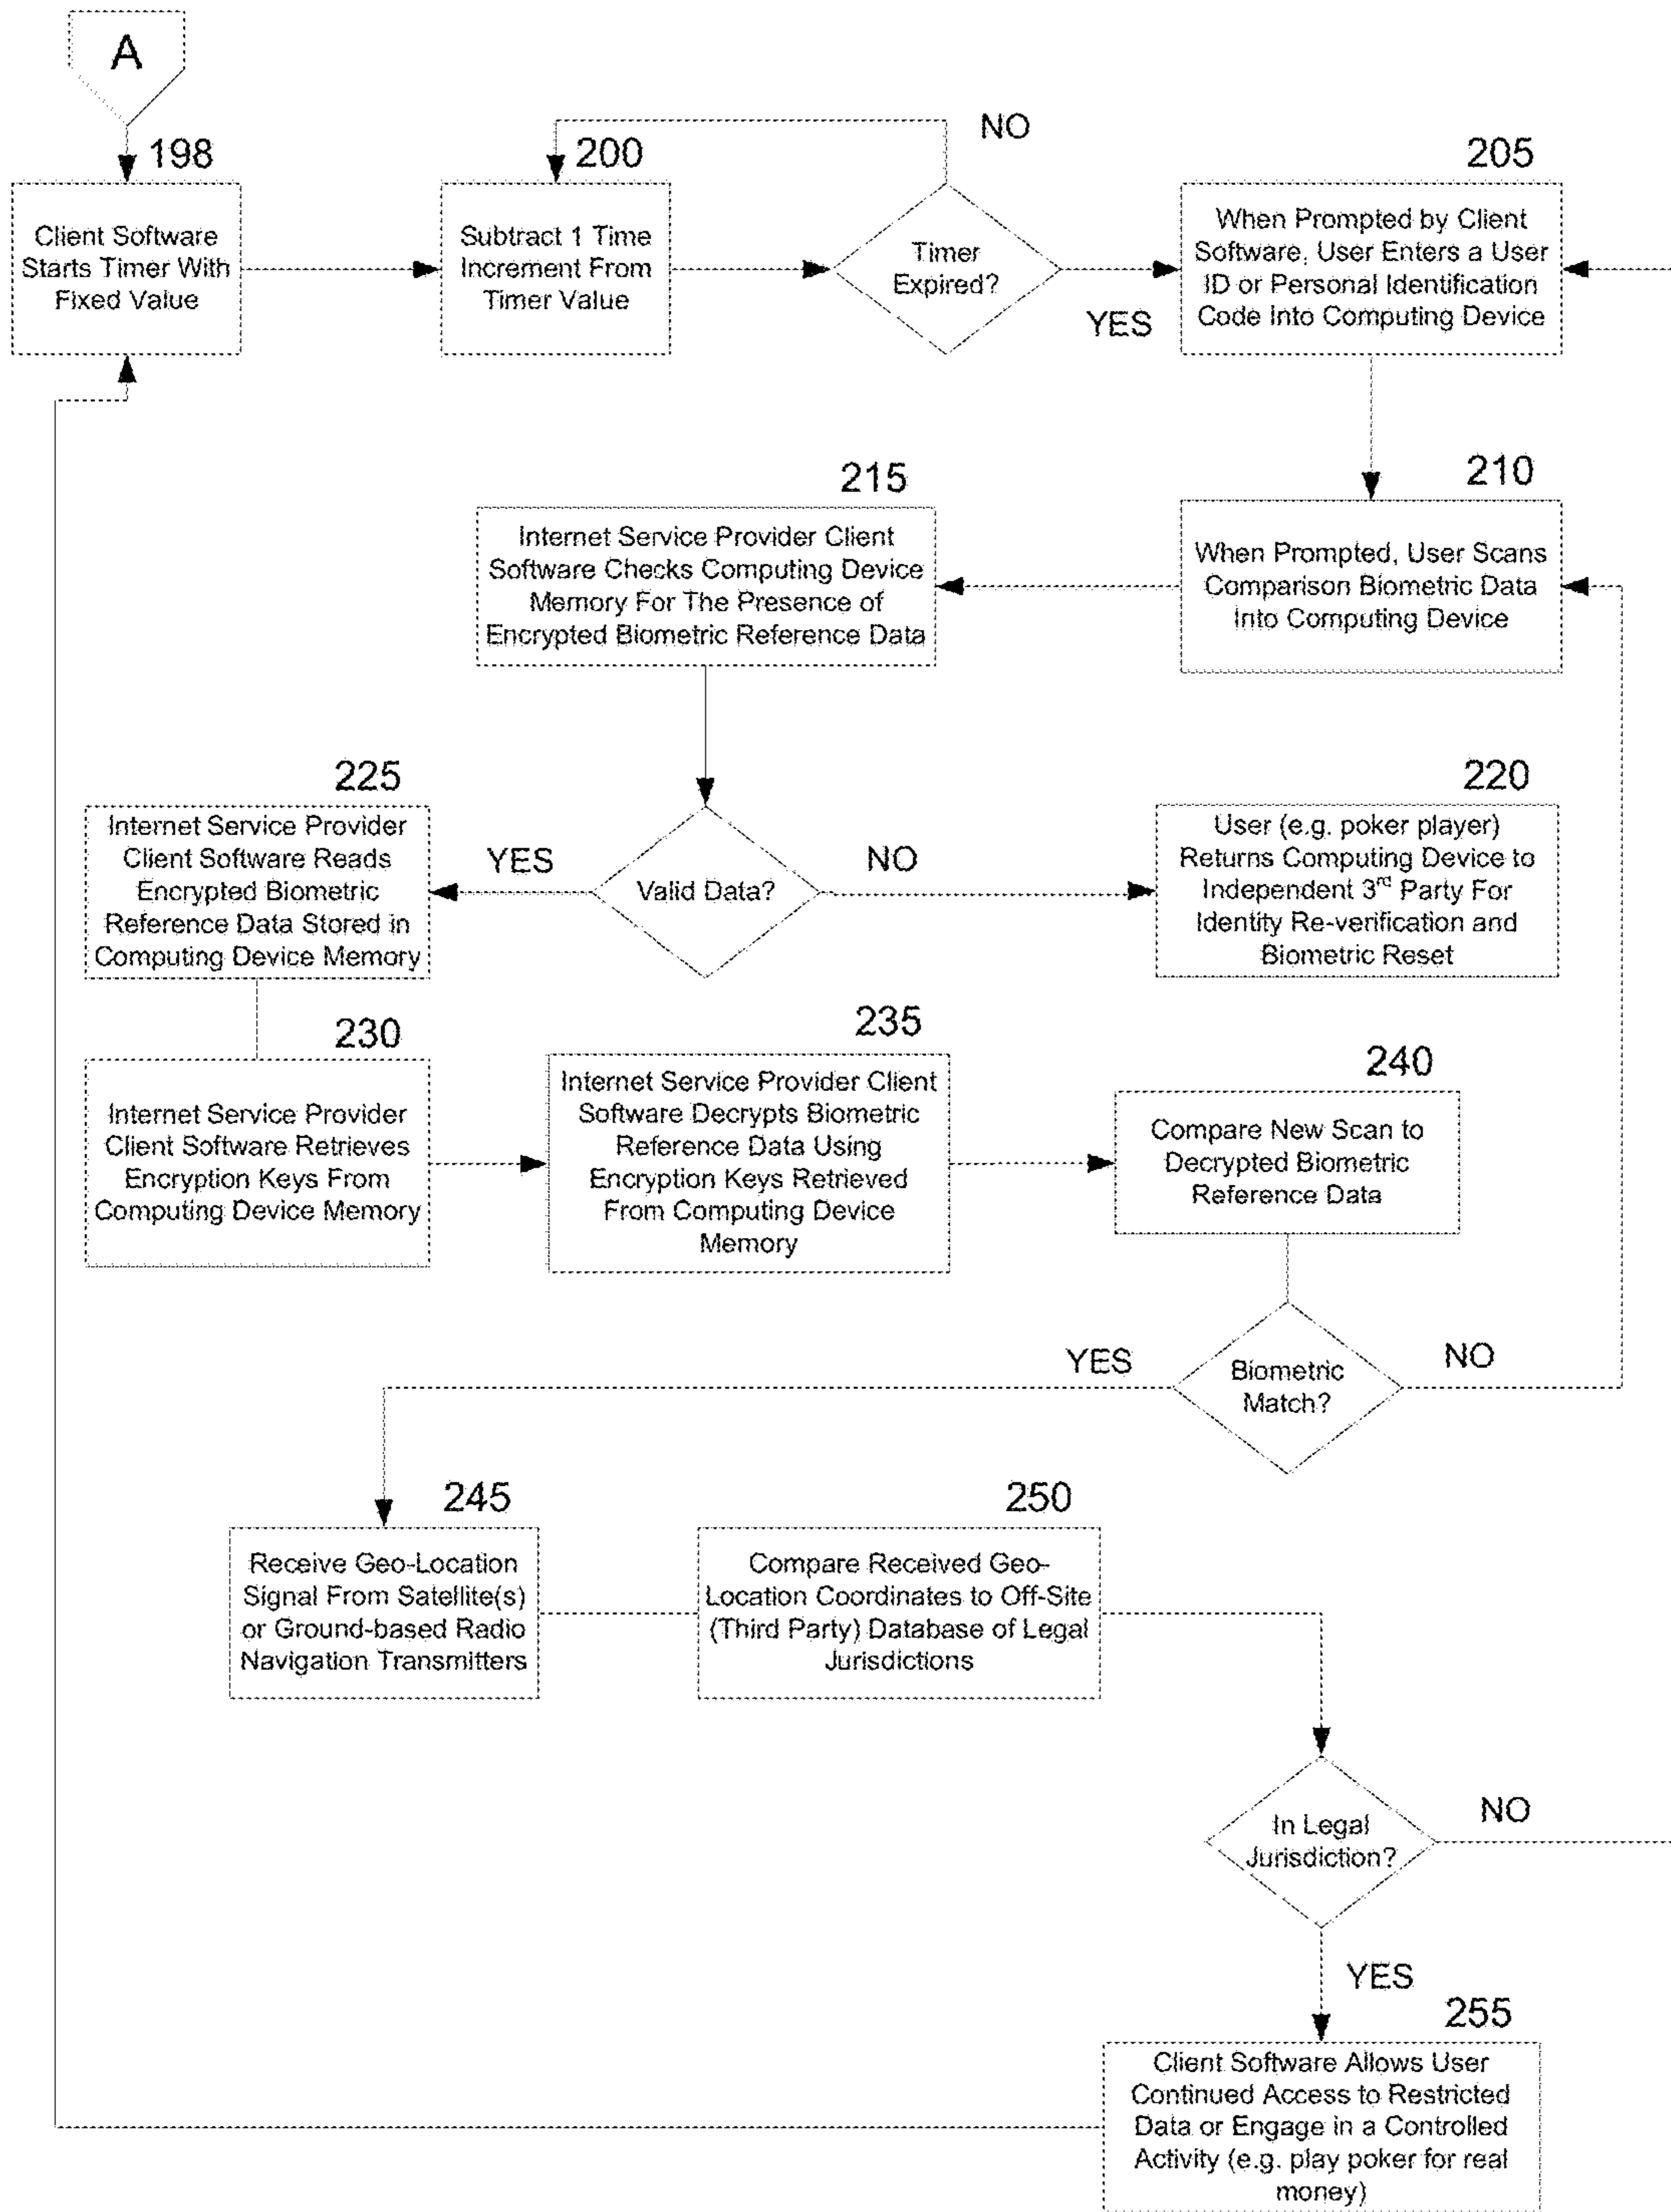 A
198
Client Software
Starts Timer With
Fixed Value
200
Subtract 1 Time
Increment From
Timer Value
NO
Timer
Expired?
YES
205
When Prompted by Client
Software, User Enters a User
ID or Personal Identification
Code Into Computing Device
210
When Prompted, User Scans
Comparison Biometric Data
Into Computing Device
215
Internet Service Provider Client
Software Checks Computing Device
Memory For The Presence of
Encrypted Biometric Reference Data
Valid Data?
YES
NO
220
User (e.g. poker player)
Returns Computing Device to
Independent 3rd Party For
Identity Re-verification and
Biometric Reset
225
Internet Service Provider
Client Software Reads
Encrypted Biometric
Reference Data Stored in
Computing Device Memory
230
Internet Service Provider
Client Software Retrieves
Encryption Keys From
Computing Device Memory
235
Internet Service Provider Client
Software Decrypts Biometric
Reference Data Using
Encryption Keys Retrieved
From Computing Device
Memory
240
Compare New Scan to
Decrypted Biometric
Reference Data
YES
Biometric
Match?
NO
245
Receive Geo-Location
Signal From Satellite(s)
or Ground-based Radio
Navigation Transmitters
250
Compare Received Geo-
Location Coordinates to Off-Site
(Third Party) Database of Legal
Jurisdictions
In Legal
Jurisdiction?
NO
YES
255
Client Software Allows User
Continued Access to Restricted
Data or Engage in a Controlled
Activity (e.g. play poker for real
money)